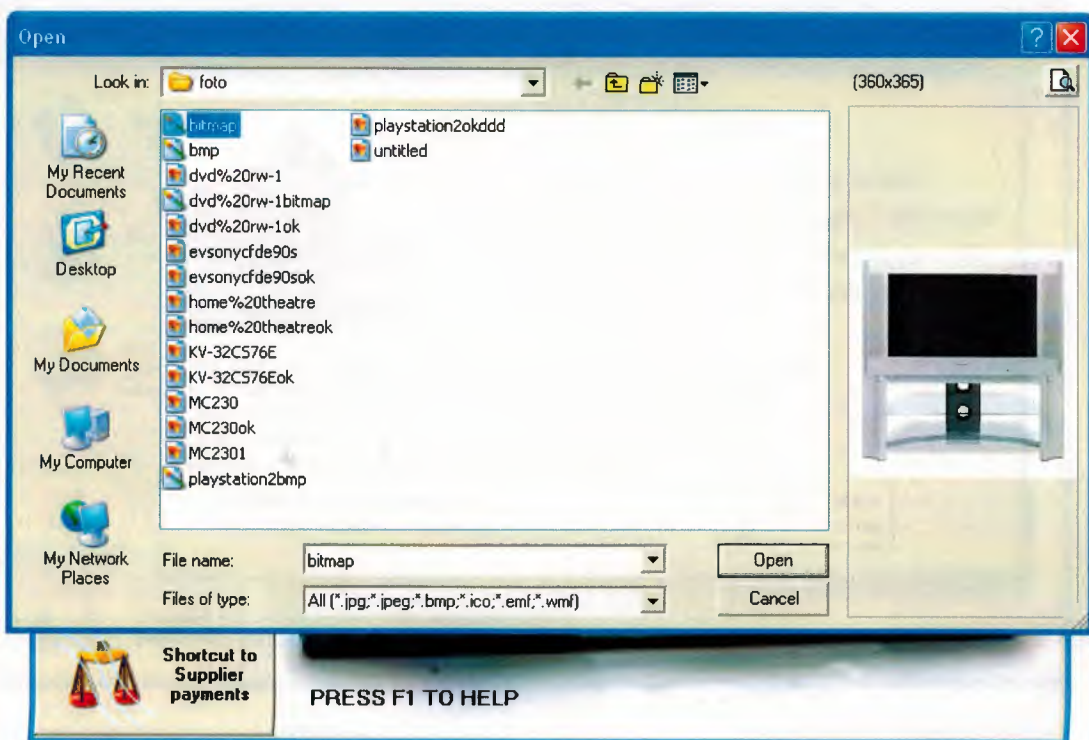 Open
Look in: foto
(360x365)
My Recent
Documents
Desktop
My Documents
My Computer
My Network
Places
bitmap
bmp
dvd%20rw-1
dvd%20rw-1bitmap
dvd%20rw-1ok
evsonycfde90s
evsonycfde90sok
home%20theatre
home%20theatreok
KV-32CS76E
KV-32CS76Eok
MC230
MC230ok
MC2301
playstation2bmp
playstation2okddd
untitled
File name: bitmap
Open
Files of type: All (*.jpg;*.jpeg;*.bmp;*.ico;*.emf;*.wmf)
Cancel
Shortcut to
Supplier
payments
PRESS F1 TO HELP